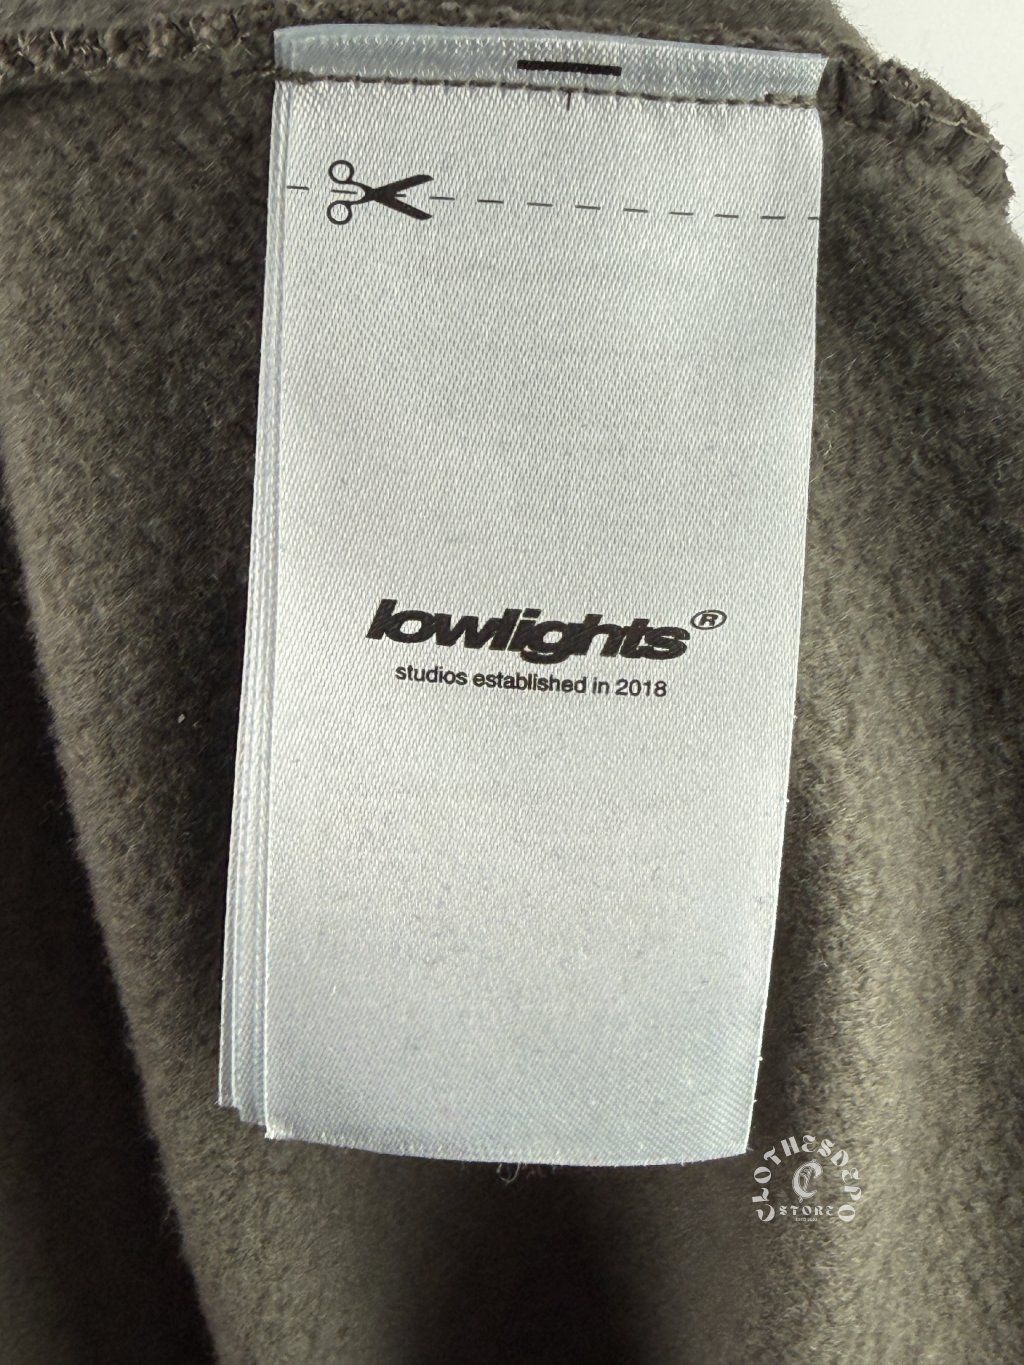 lowlights®
studios established in 2018
CLOTHESDEPO
STORE